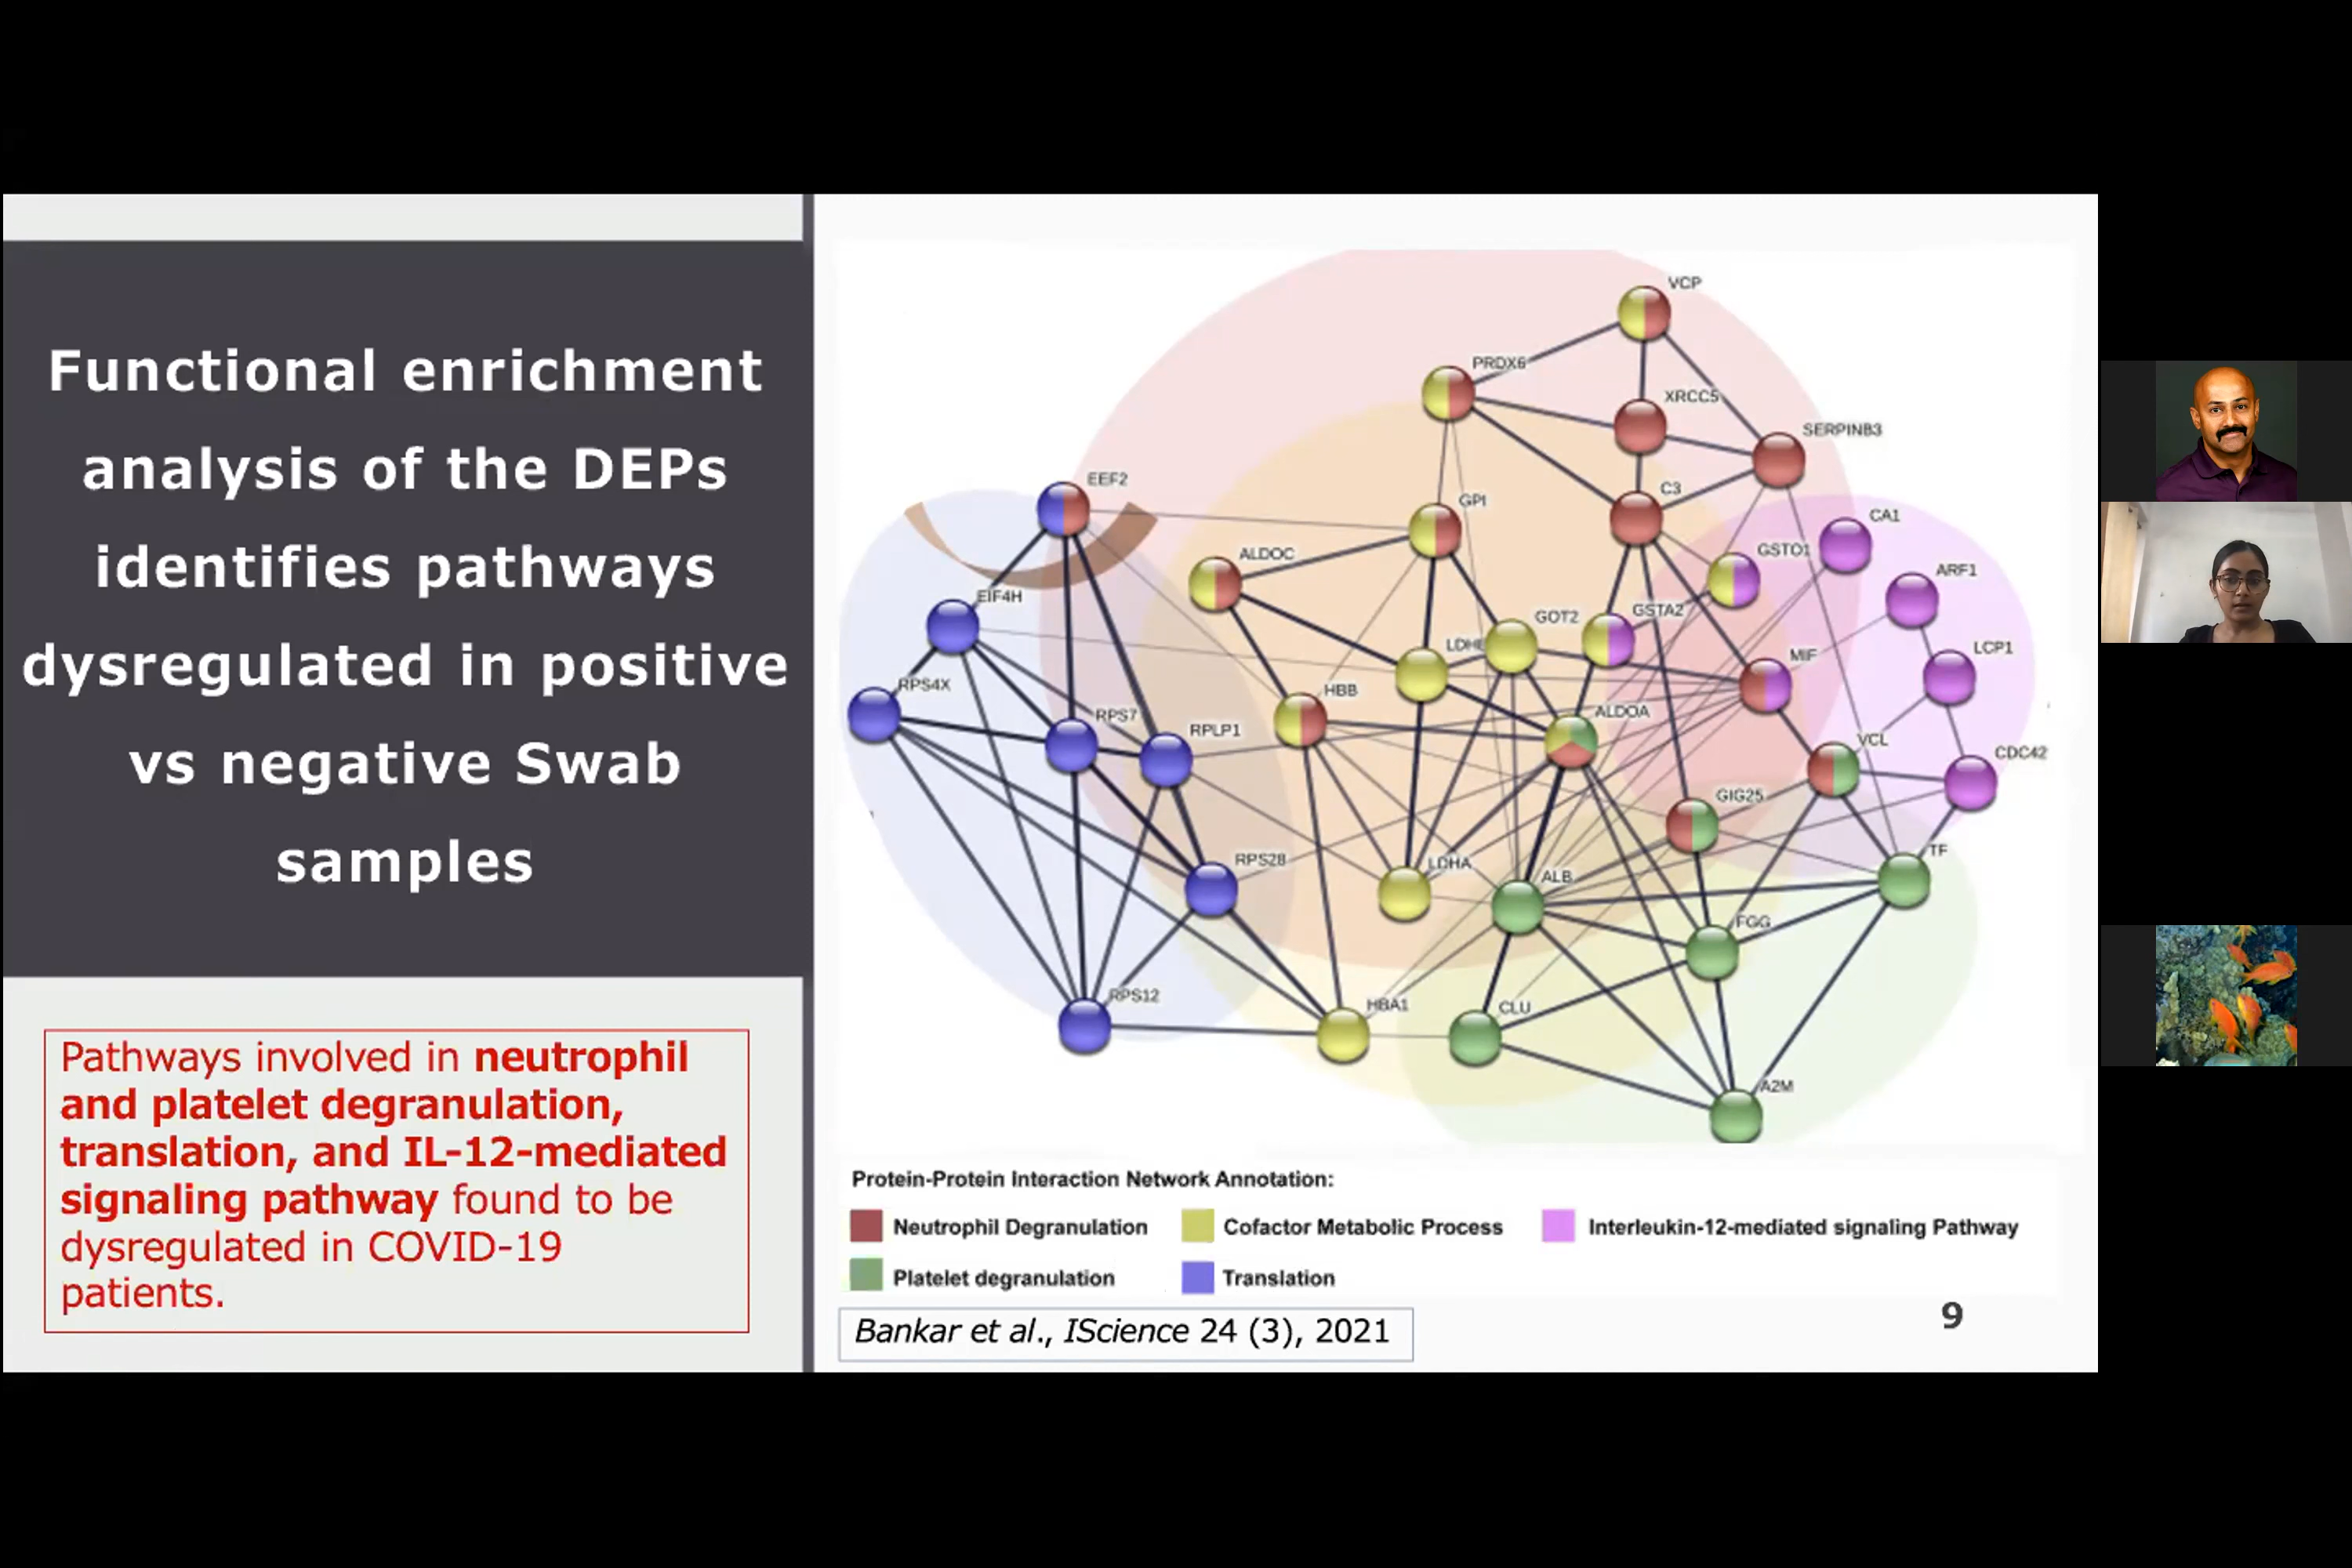 Functional enrichment
analysis of the DEPs
identifies pathways
dysregulated in positive
vs negative Swab
samples
Pathways involved in neutrophil
and platelet degranulation,
translation, and IL-12-mediated
signaling pathway found to be
dysregulated in COVID-19
patients.
VCP
PRDX6
XRCC5
SERPINB3
EEF2
C3
GPI
CA1
ALDOC
GSTO1
ARF1
EIF4H
GSTA2
GOT2
LDHB
LCP1
MIF
RPS4X
HBB
ALDOA
RPS7
RPLP1
VCL
CDC42
GIG25
RPS28
LDHA
ALB
TF
FGG
RPS12
HBA1
CLU
A2M
Protein-Protein Interaction Network Annotation:
Neutrophil Degranulation
Cofactor Metabolic Process
Interleukin-12-mediated signaling Pathway
Platelet degranulation
Translation
Bankar et al., IScience 24 (3), 2021
9